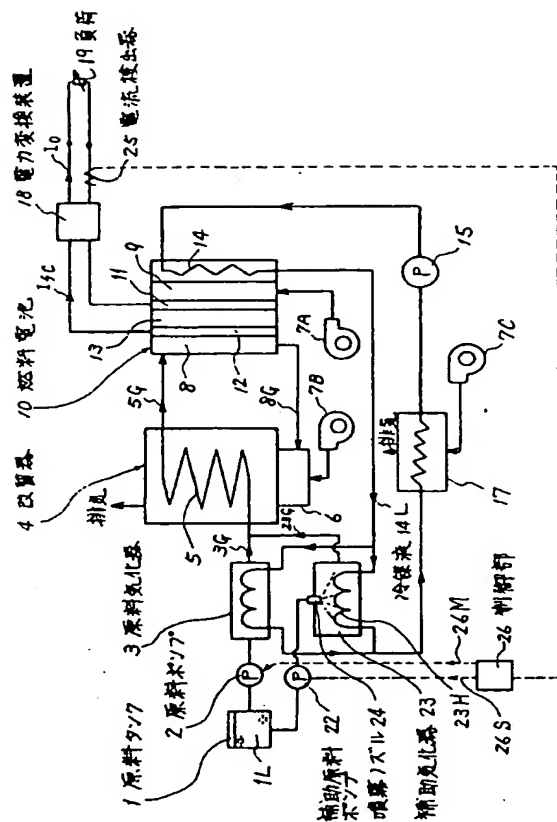 1 原料タンク
1L
2 原料ポンプ
P
3 原料気化器
3G
4 改質器
排気
5
5G
6
7B
7A
7C
8
8G
9
10 燃料電池
11
12
13
14
冷媒液 14L
15
P
排気
17
18 電力変換装置
Io
Ifc
19 負荷
25 電流検出器
P
22
補助原料
ポンプ
噴霧ノズル 24
補助気化器 23
23G
23H
26S
26M
26 制御部